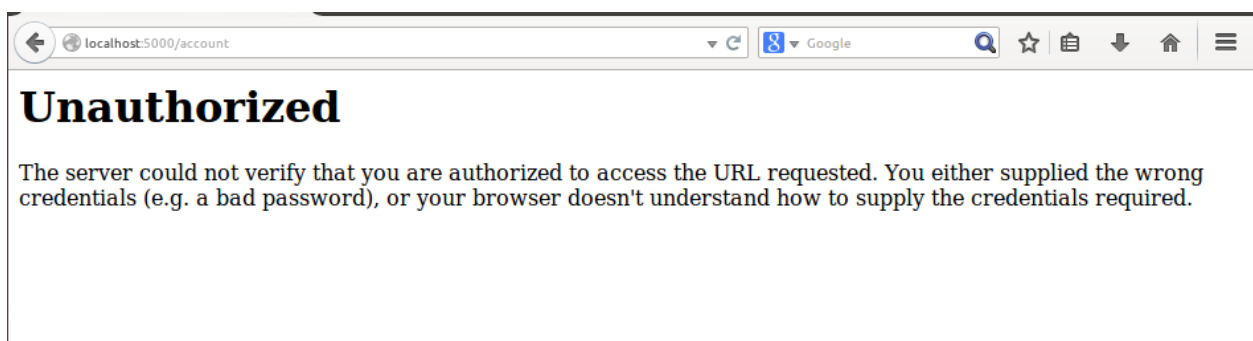 localhost:5000/account
8 Google
Unauthorized
The server could not verify that you are authorized to access the URL requested. You either supplied the wrong
credentials (e.g. a bad password), or your browser doesn't understand how to supply the credentials required.